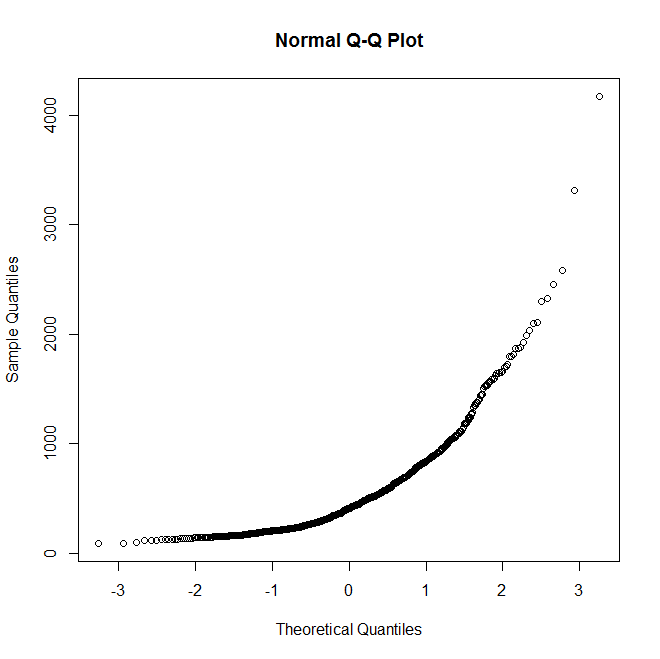 Normal Q-Q Plot
4000
3000
2000
1000
0
Sample Quantiles
-3 -2 -1 0 1 2 3
Theoretical Quantiles